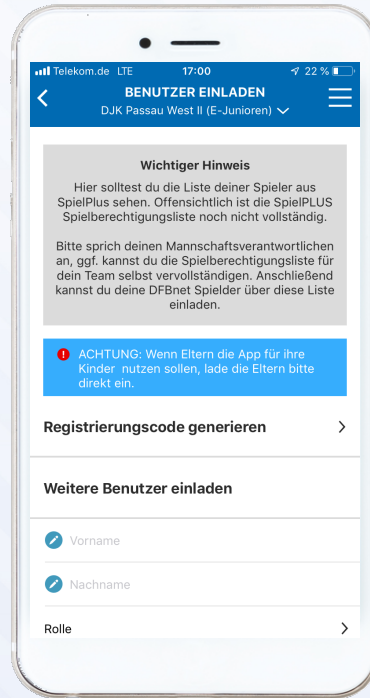 Telekom.de LTE 17:00 22 %
BENUTZER EINLADEN
DJK Passau West II (E-Junioren)
Wichtiger Hinweis
Hier solltest du die Liste deiner Spieler aus
SpielPlus sehen. Offensichtlich ist die SpielPLUS
Spielberechtigungsliste noch nicht vollständig.
Bitte sprich deinen Mannschaftsverantwortlichen
an, ggf. kannst du die Spielberechtigungsliste für
dein Team selbst vervollständigen. Anschließend
kannst du deine DFBnet Spielder über diese Liste
einladen.
ACHTUNG: Wenn Eltern die App für ihre
Kinder nutzen sollen, lade die Eltern bitte
direkt ein.
Registrierungscode generieren
Weitere Benutzer einladen
Vorname
Nachname
Rolle